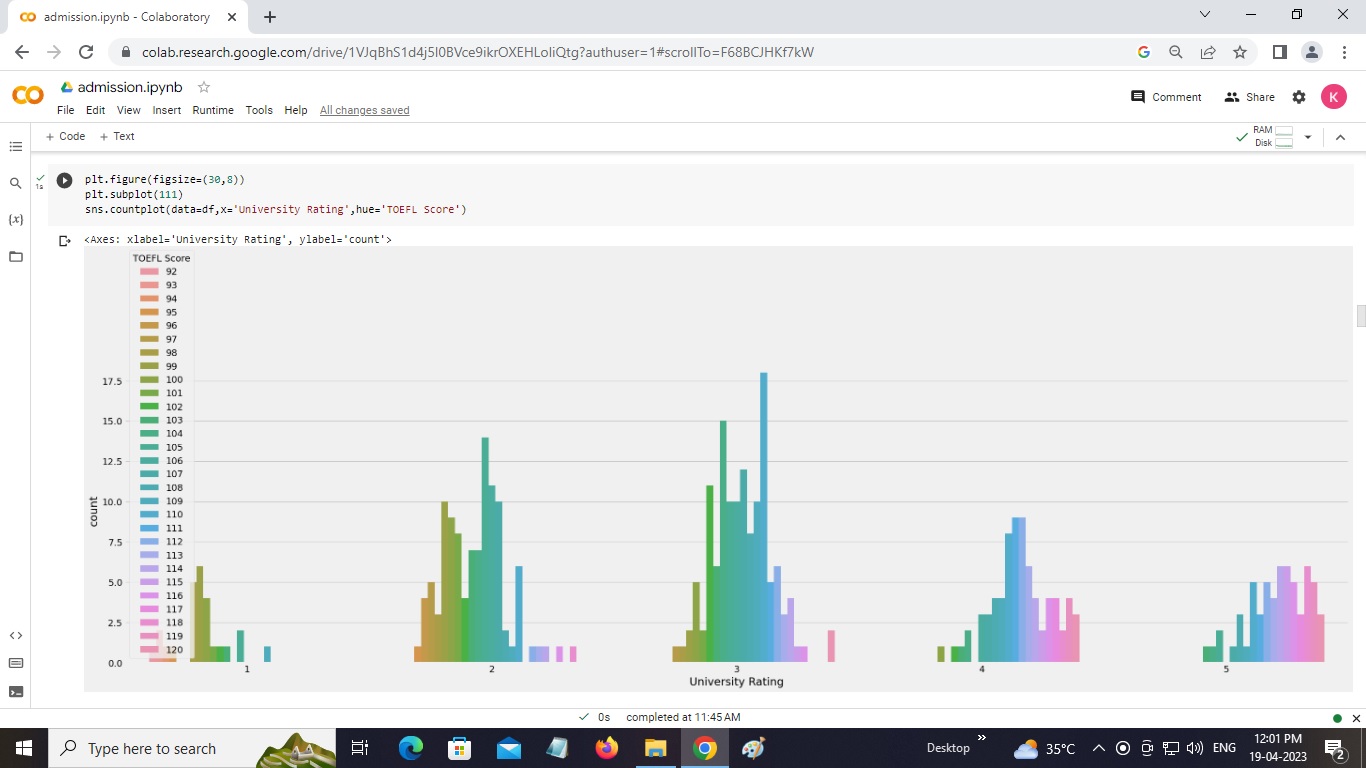 admission.ipynb - Colaboratory
colab.research.google.com/drive/1VJqBhS1d4j5l0BVce9ikrOXEHLoIiQtg?authuser=1#scrollTo=F68BCJHKf7kW
admission.ipynb
File Edit View Insert Runtime Tools Help All changes saved
Comment Share K
+ Code + Text
RAM
Disk
1s
plt.figure(figsize=(30,8))
plt.subplot(111)
sns.countplot(data=df,x='University Rating',hue='TOEFL Score')
<Axes: xlabel='University Rating', ylabel='count'>
TOEFL Score
92
93
94
95
96
97
98
99
100
101
102
103
104
105
106
107
108
109
110
111
112
113
114
115
116
117
118
119
120
17.5
15.0
12.5
10.0
7.5
5.0
2.5
0.0
count
1 2 3 4 5
University Rating
0s completed at 11:45 AM
Type here to search
Desktop
35°C
ENG
12:01 PM
19-04-2023
2